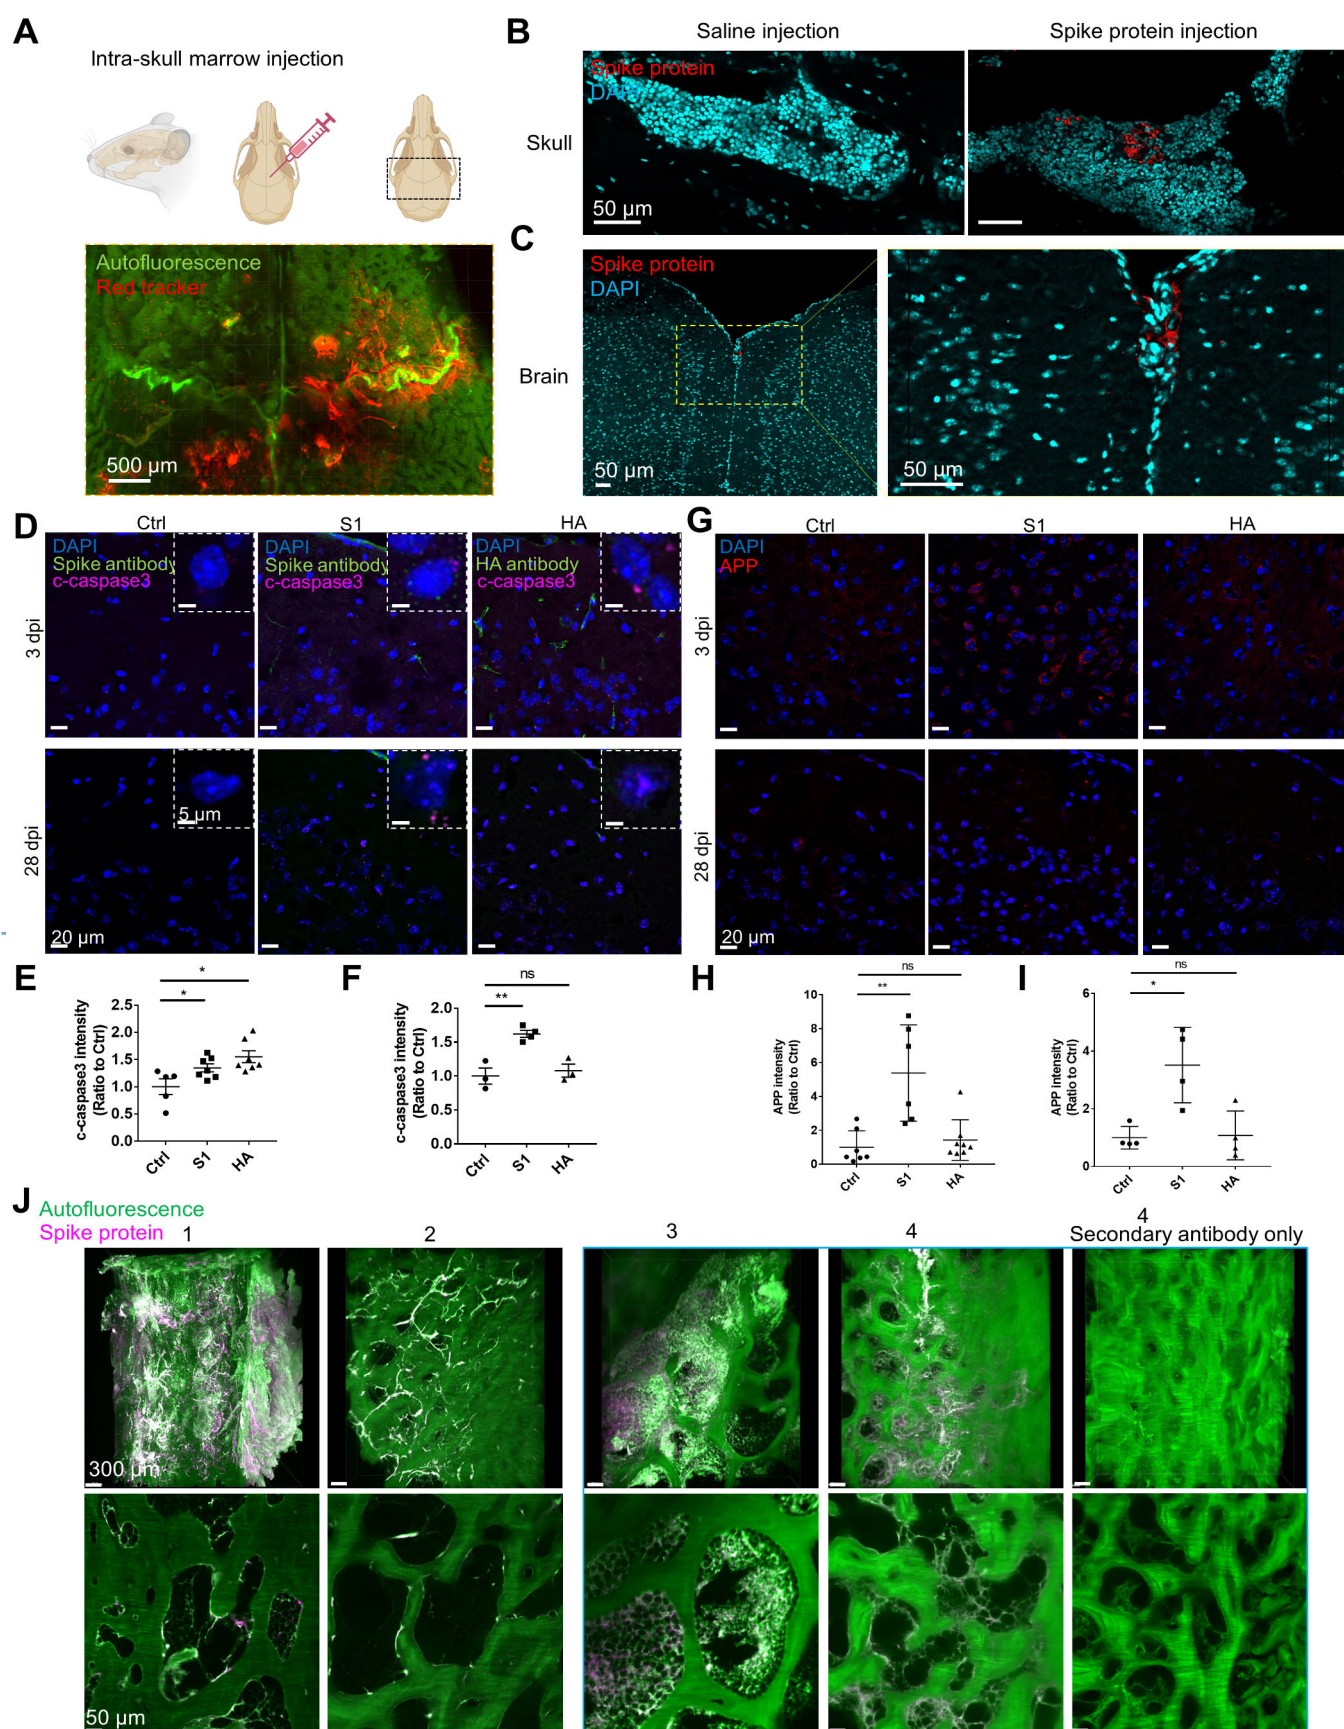 A
Intra-skull marrow injection
Autofluorescence
Red tracker
500 µm
B
Saline injection
Spike protein injection
Skull
Spike protein
DAPI
50 µm
C
Brain
Spike protein
DAPI
50 µm
50 µm
D
Ctrl
S1
HA
3 dpi
DAPI
Spike antibody
c-caspase3
DAPI
Spike antibody
c-caspase3
DAPI
HA antibody
c-caspase3
28 dpi
5 µm
20 µm
G
Ctrl
S1
HA
3 dpi
DAPI
APP
28 dpi
20 µm
E
c-caspase3 intensity
(Ratio to Ctrl)
2.5
2.0
1.5
1.0
0.5
0.0
*
*
Ctrl
S1
HA
F
c-caspase3 intensity
(Ratio to Ctrl)
2.0
1.5
1.0
0.5
0.0
ns
**
Ctrl
S1
HA
H
APP intensity
(Ratio to Ctrl)
10
8
6
4
2
0
ns
**
Ctrl
S1
HA
I
APP intensity
(Ratio to Ctrl)
6
4
2
0
ns
*
Ctrl
S1
HA
J
Autofluorescence
Spike protein
1
2
3
4
4
Secondary antibody only
300 µm
50 µm